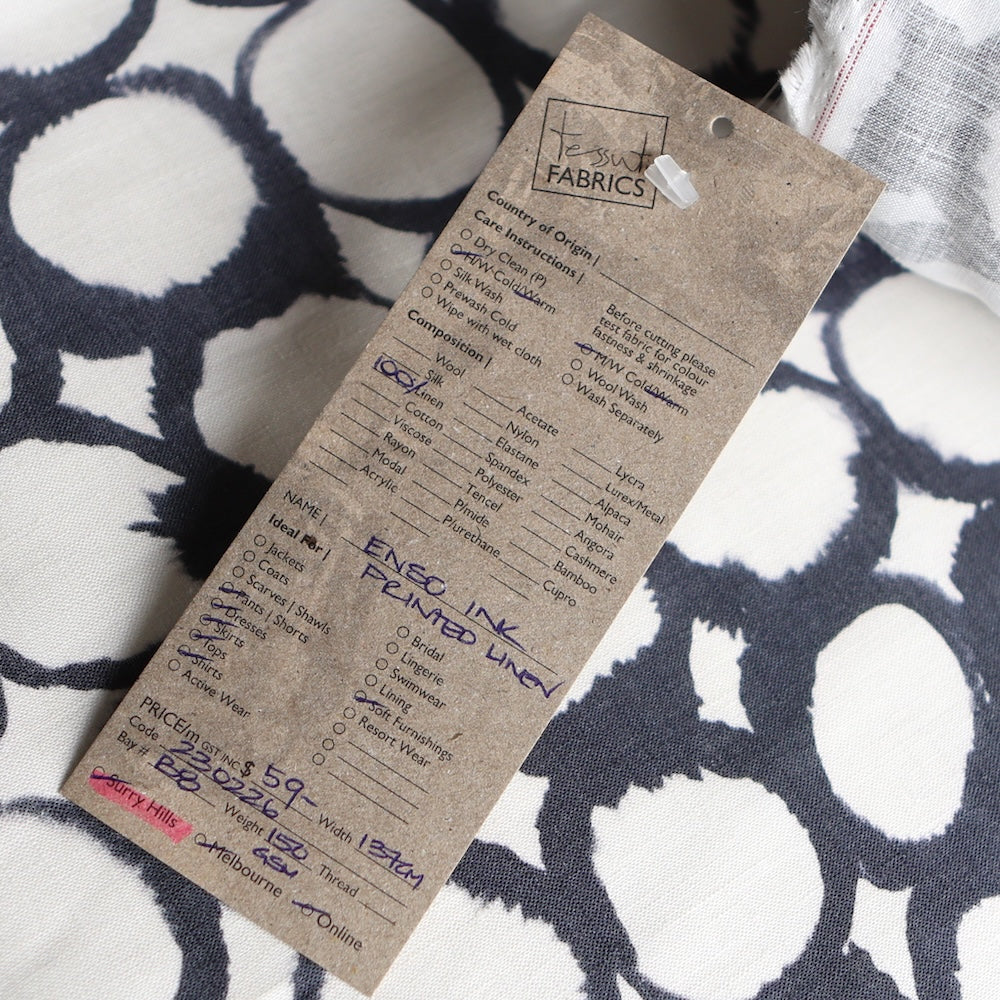 tessuti
FABRICS
Country of Origin |
Care Instructions |
Dry Clean (P)
H/W Cold/Warm
Silk Wash
Prewash Cold
Wipe with wet cloth
Before cutting please
test fabric for colour
fastness & shrinkage
M/W Cold/Warm
Wool Wash
Wash Separately
Composition |
Wool
Silk
100% Linen
Cotton
Viscose
Rayon
Modal
Acrylic
Acetate
Nylon
Elastane
Spandex
Polyester
Tencel
P/mide
P/urethane
Lycra
Lurex/Metal
Alpaca
Mohair
Angora
Cashmere
Bamboo
Cupro
NAME |
ENSO INK
PRINTED LINEN
Ideal For |
Jackets
Coats
Scarves | Shawls
Pants / Shorts
Dresses
Skirts
Tops
Shirts
Active Wear
Bridal
Lingerie
Swimwear
Lining
Soft Furnishings
Resort Wear
PRICE/m GST INC $ 59-
Code 230226 Width 137CM
Bay # BB Weight 150 GSM Thread
Surry Hills
Melbourne
Online